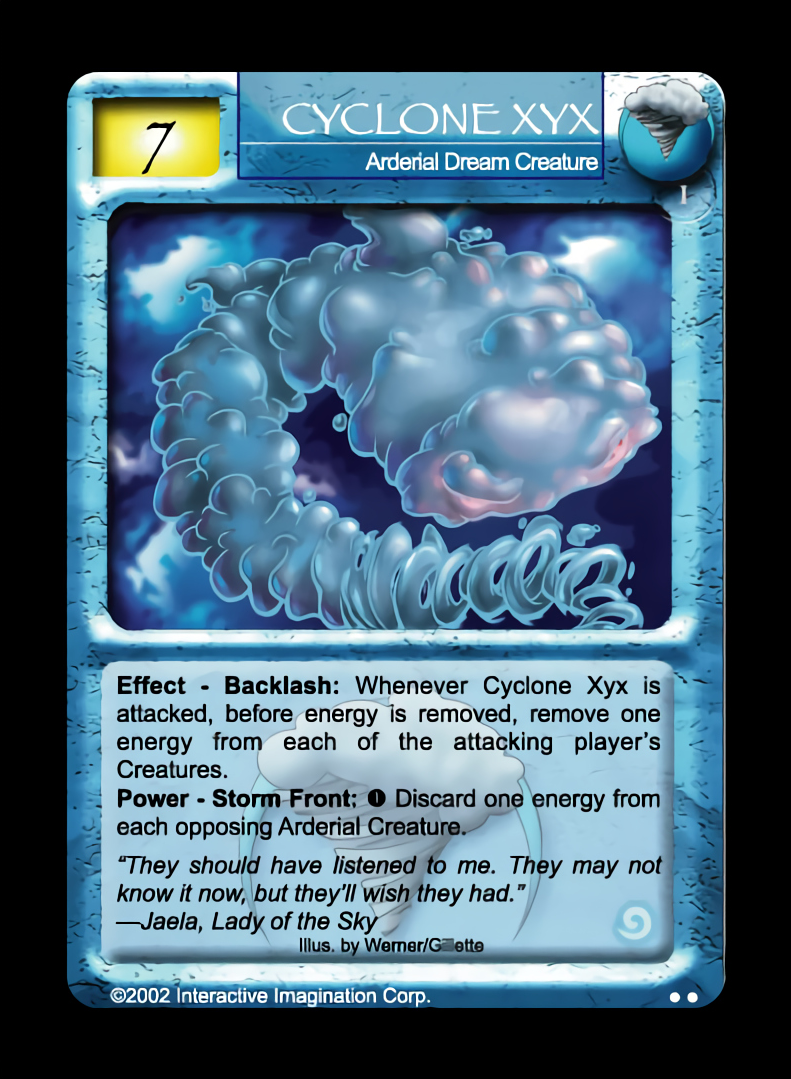 7
CYCLONE XYX
Arderial Dream Creature
I
Effect - Backlash: Whenever Cyclone Xyx is
attacked, before energy is removed, remove one
energy from each of the attacking player's
Creatures.
Power - Storm Front: ❶ Discard one energy from
each opposing Arderial Creature.
"They should have listened to me. They may not
know it now, but they'll wish they had."
—Jaela, Lady of the Sky
Illus. by
©2002 Interactive Imagination Corp.